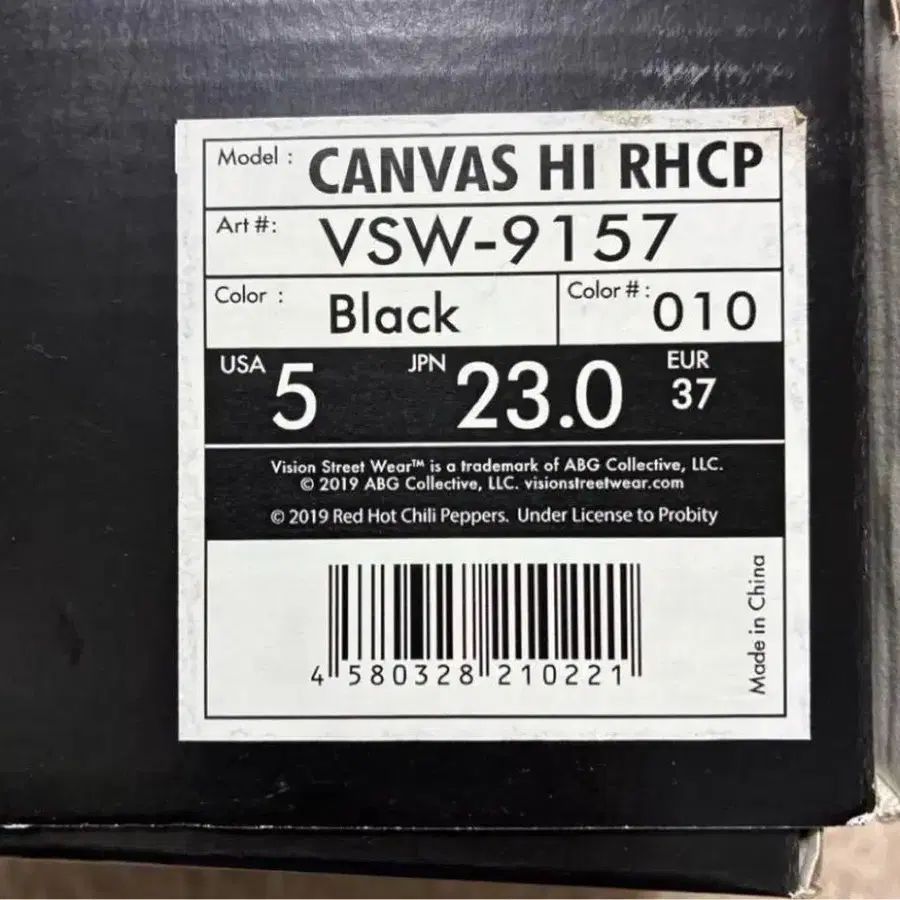 Model : CANVAS HI RHCP
Art #: VSW-9157
Color : Black Color # : 010
USA 5 JPN 23.0 EUR 37
Vision Street Wear™ is a trademark of ABG Collective, LLC.
© 2019 ABG Collective, LLC. visionstreetwear.com
© 2019 Red Hot Chili Peppers. Under License to Probity
4 580328 210221
Made in China